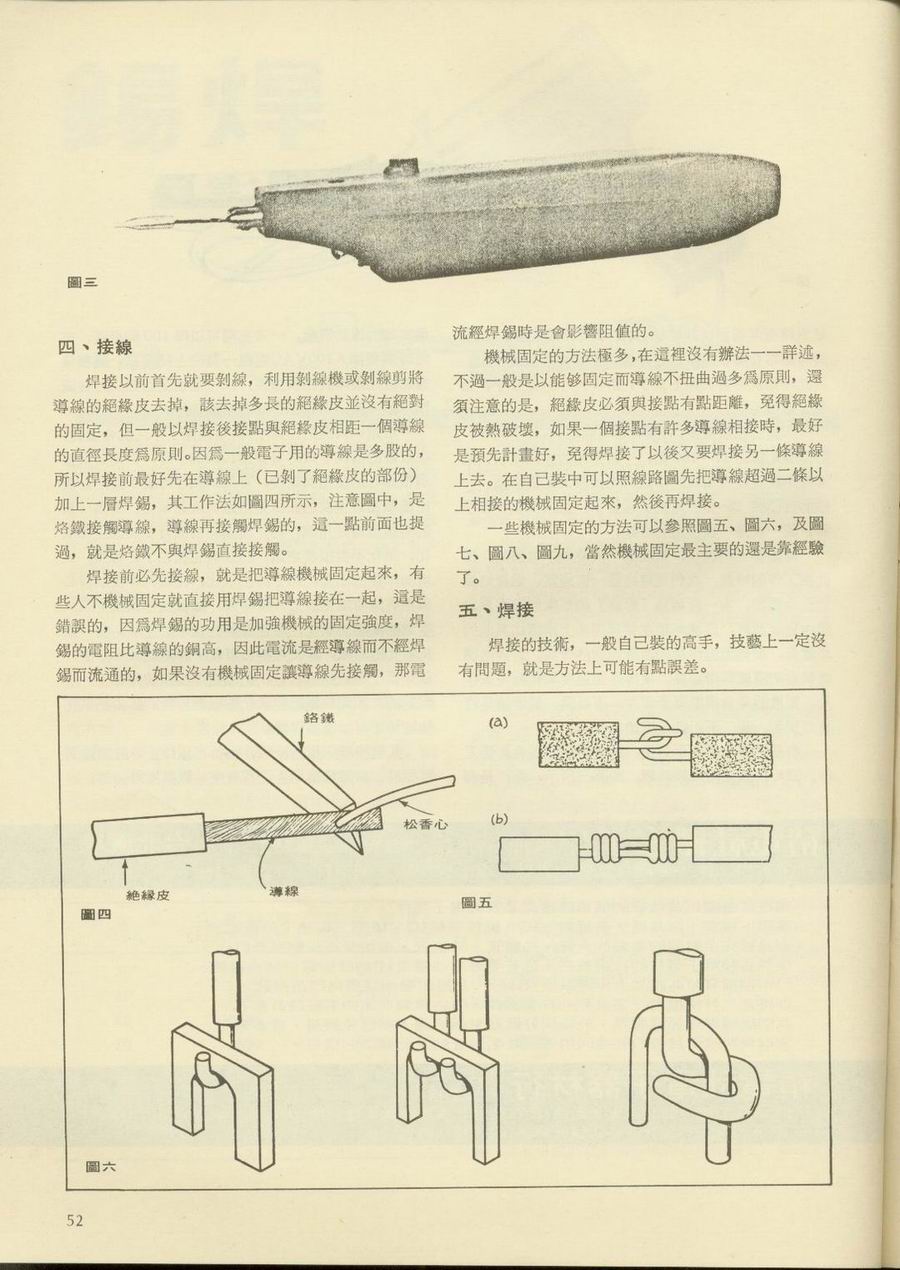 圖三
四、接線
焊接以前首先就要剝線，利用剝線機或剝線剪將
導線的絕緣皮去掉，該去掉多長的絕緣皮並沒有絕對
的固定，但一般以焊接後接點與絕緣皮相距一個導線
的直徑長度爲原則。因爲一般電子用的導線是多股的，
所以焊接前最好先在導線上（已剝了絕緣皮的部份）
加上一層焊錫，其工作法如圖四所示，注意圖中，是
烙鐵接觸導線，導線再接觸焊錫的，這一點前面也提
過，就是烙鐵不與焊錫直接接觸。
焊接前必先接線，就是把導線機械固定起來，有
些人不機械固定就直接用焊錫把導線接在一起，這是
錯誤的，因爲焊錫的功用是加強機械的固定強度，焊
錫的電阻比導線的銅高，因此電流是經導線而不經焊
錫而流通的，如果沒有機械固定讓導線先接觸，那電
流經焊錫時是會影響阻值的。
機械固定的方法極多，在這裡沒有辦法一一詳述，
不過一般是以能够固定而導線不扭曲過多爲原則，還
須注意的是，絕緣皮必須與接點有點距離，免得絕緣
皮被熱破壞，如果一個接點有許多導線相接時，最好
是預先計畫好，免得焊接了以後又要焊接另一條導線
上去。在自己裝中可以照線路圖先把導線超過二條以
上相接的機械固定起來，然後再焊接。
一些機械固定的方法可以參照圖五、圖六，及圖
七、圖八、圖九，當然機械固定最主要的還是靠經驗
了。
五、焊接
焊接的技術，一般自己裝的高手，技藝上一定沒
有問題，就是方法上可能有點誤差。
鉻鐵
松香心
絶縁皮
導線
圖四
(a)
(b)
圖五
圖六
52